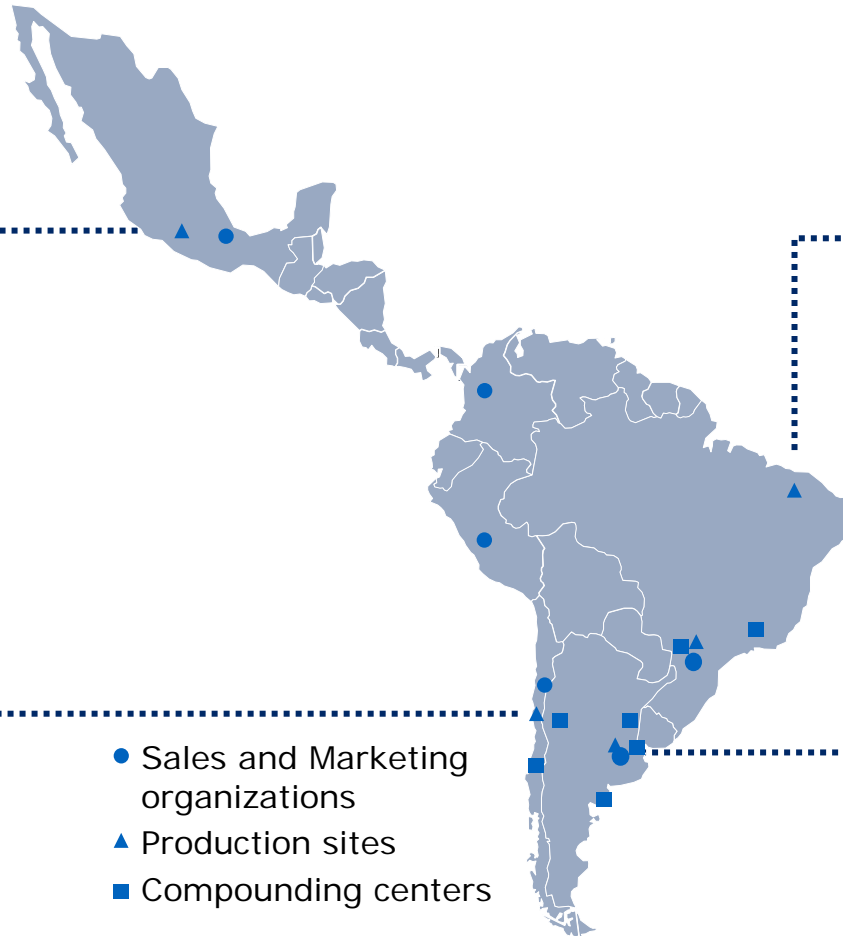 Sales and Marketing
organizations
Production sites
Compounding centers